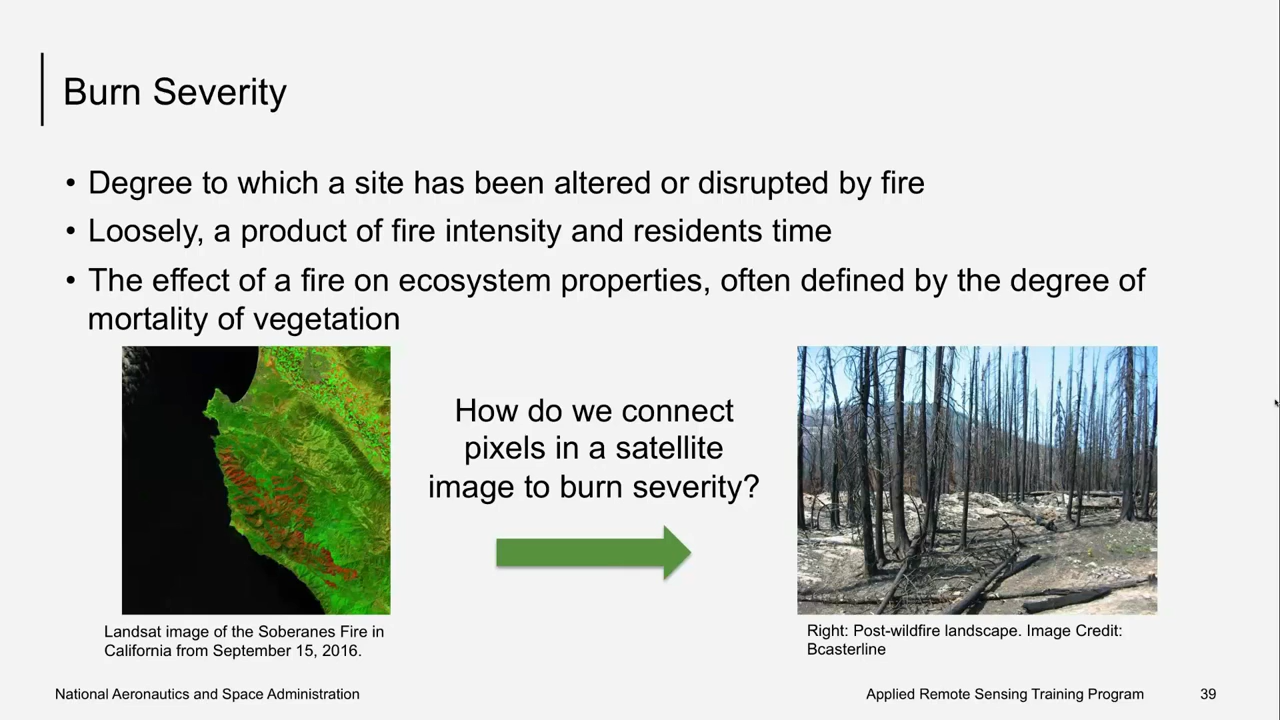 Burn Severity
• Degree to which a site has been altered or disrupted by fire
• Loosely, a product of fire intensity and residents time
• The effect of a fire on ecosystem properties, often defined by the degree of
mortality of vegetation
How do we connect
pixels in a satellite
image to burn severity?
Landsat image of the Soberanes Fire in
California from September 15, 2016.
Right: Post-wildfire landscape. Image Credit:
Bcasterline
National Aeronautics and Space Administration
Applied Remote Sensing Training Program
39